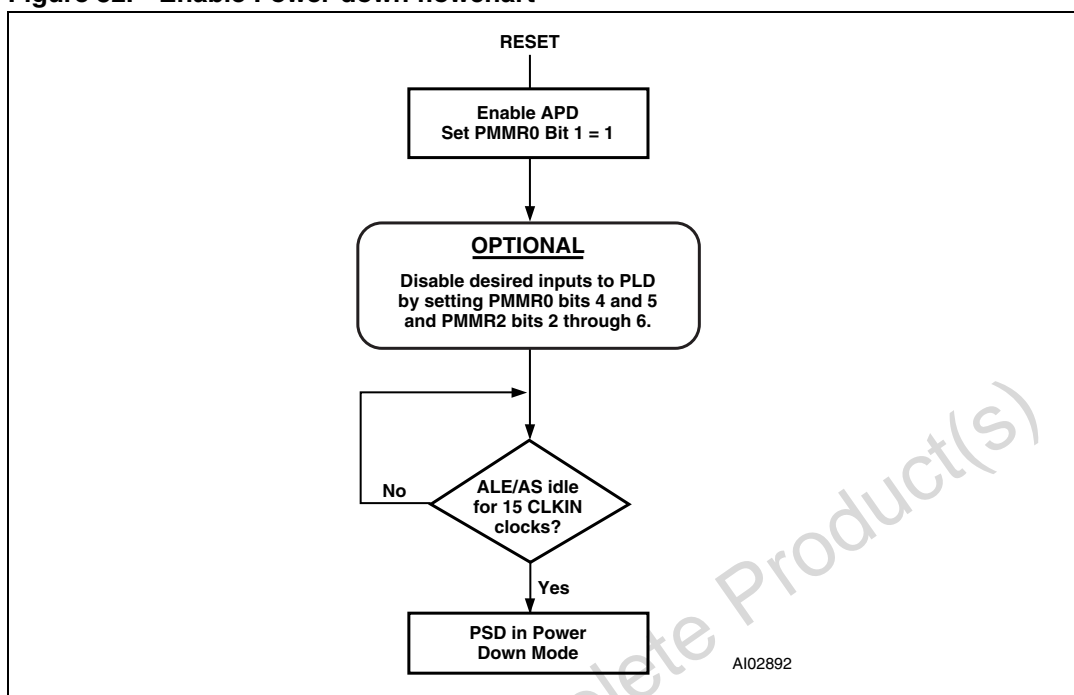 Figure 32. Enable Power-down flowchart
RESET
Enable APD
Set PMMR0 Bit 1 = 1
OPTIONAL
Disable desired inputs to PLD
by setting PMMR0 bits 4 and 5
and PMMR2 bits 2 through 6.
No
ALE/AS idle
for 15 CLKIN
clocks?
Yes
PSD in Power
Down Mode
AI02892
lete Product(s)